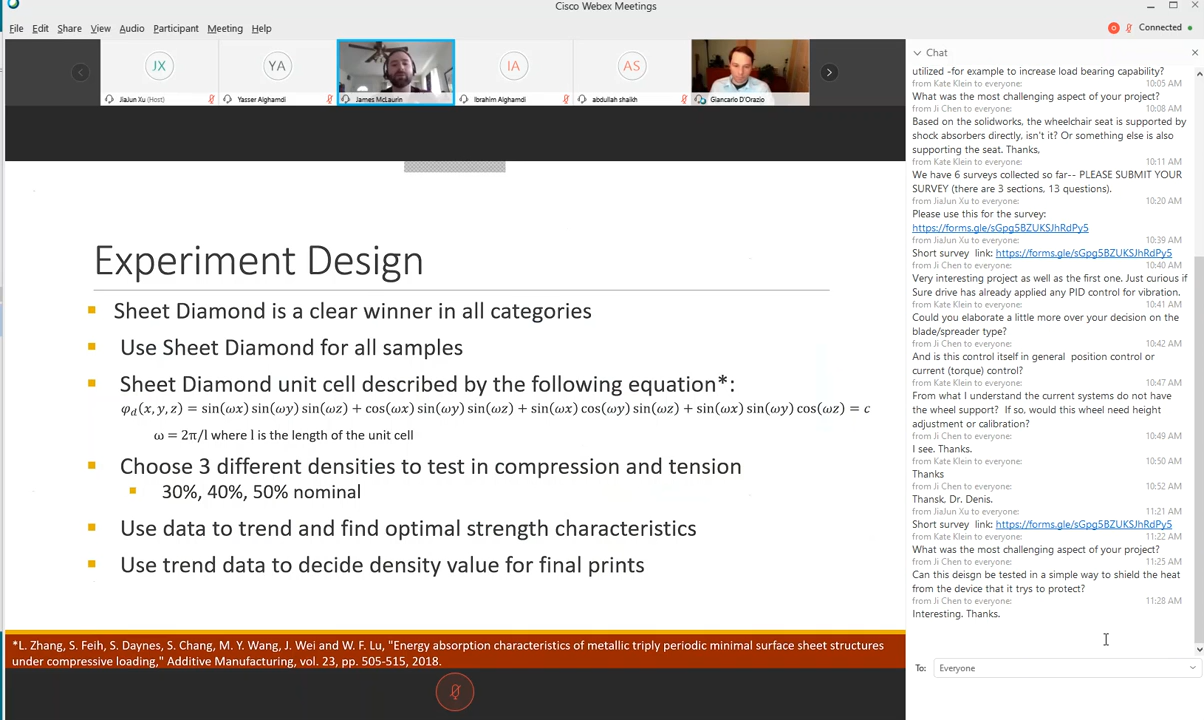 Cisco Webex Meetings
File Edit Share View Audio Participant Meeting Help
Connected
JX
YA
IA
AS
JiaJun Xu (Host)
Yasser Alghamdi
James McLaurin
Ibrahim Alghamdi
abdullah shaikh
Giancarlo D'Orazio
Experiment Design
Sheet Diamond is a clear winner in all categories
Use Sheet Diamond for all samples
Sheet Diamond unit cell described by the following equation*:
φd(x, y, z) = sin(ωx) sin(ωy) sin(ωz) + cos(ωx) sin(ωy) sin(ωz) + sin(ωx) cos(ωy) sin(ωz) + sin(ωx) sin(ωy) cos(ωz) = c
ω = 2π/l where l is the length of the unit cell
Choose 3 different densities to test in compression and tension
30%, 40%, 50% nominal
Use data to trend and find optimal strength characteristics
Use trend data to decide density value for final prints
*L. Zhang, S. Feih, S. Daynes, S. Chang, M. Y. Wang, J. Wei and W. F. Lu, "Energy absorption characteristics of metallic triply periodic minimal surface sheet structures
under compressive loading," Additive Manufacturing, vol. 23, pp. 505-515, 2018.
Chat
utilized -for example to increase load bearing capability?
from Kate Klein to everyone: 10:05 AM
What was the most challenging aspect of your project?
from Ji Chen to everyone: 10:08 AM
Based on the solidworks, the wheelchair seat is supported by
shock absorbers directly, isn't it? Or something else is also
supporting the seat. Thanks,
from Kate Klein to everyone: 10:11 AM
We have 6 surveys collected so far-- PLEASE SUBMIT YOUR
SURVEY (there are 3 sections, 13 questions).
from JiaJun Xu to everyone: 10:20 AM
Please use this for the survey:
https://forms.gle/sGpg5BZUKSJhRdPy5
from JiaJun Xu to everyone: 10:39 AM
Short survey link: https://forms.gle/sGpg5BZUKSJhRdPy5
from Ji Chen to everyone: 10:40 AM
Very interesting project as well as the first one. Just curious if
Sure drive has already applied any PID control for vibration.
from Kate Klein to everyone: 10:41 AM
Could you elaborate a little more over your decision on the
blade/spreader type?
from Ji Chen to everyone: 10:42 AM
And is this control itself in general position control or
current (torque) control?
from Kate Klein to everyone: 10:47 AM
From what I understand the current systems do not have
the wheel support? If so, would this wheel need height
adjustment or calibration?
from Ji Chen to everyone: 10:49 AM
I see. Thanks.
from Kate Klein to everyone: 10:50 AM
Thanks
from Ji Chen to everyone: 10:52 AM
Thansk, Dr. Denis.
from JiaJun Xu to everyone: 11:21 AM
Short survey link: https://forms.gle/sGpg5BZUKSJhRdPy5
from Kate Klein to everyone: 11:22 AM
What was the most challenging aspect of your project?
from Ji Chen to everyone: 11:25 AM
Can this deisgn be tested in a simple way to shield the heat
from the device that it trys to protect?
from Ji Chen to everyone: 11:28 AM
Interesting. Thanks.
To: Everyone